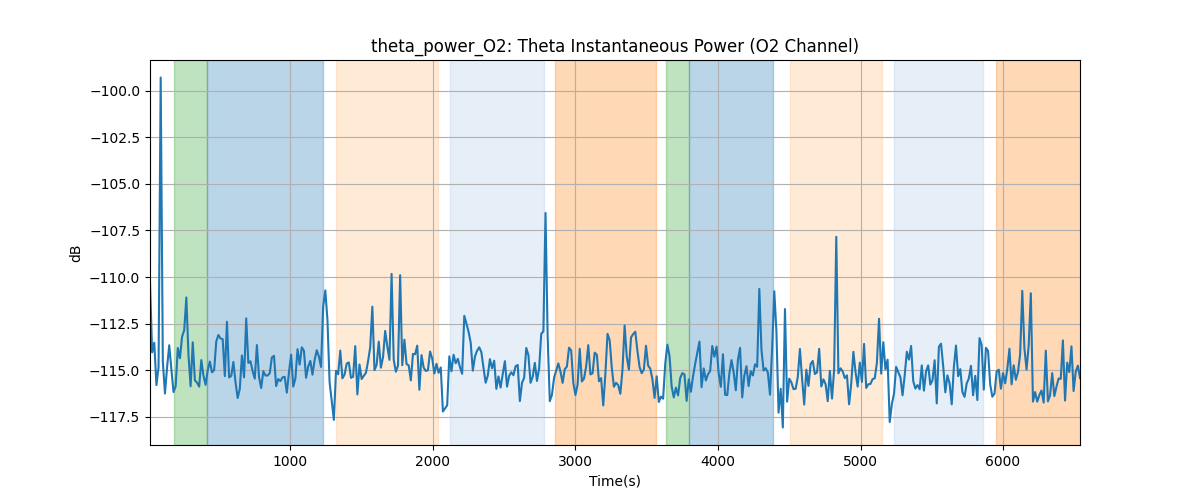 theta_power_O2: Theta Instantaneous Power (O2 Channel)
−100.0
−102.5
−105.0
−107.5
−110.0
−112.5
−115.0
−117.5
dB
1000 2000 3000 4000 5000 6000
Time(s)